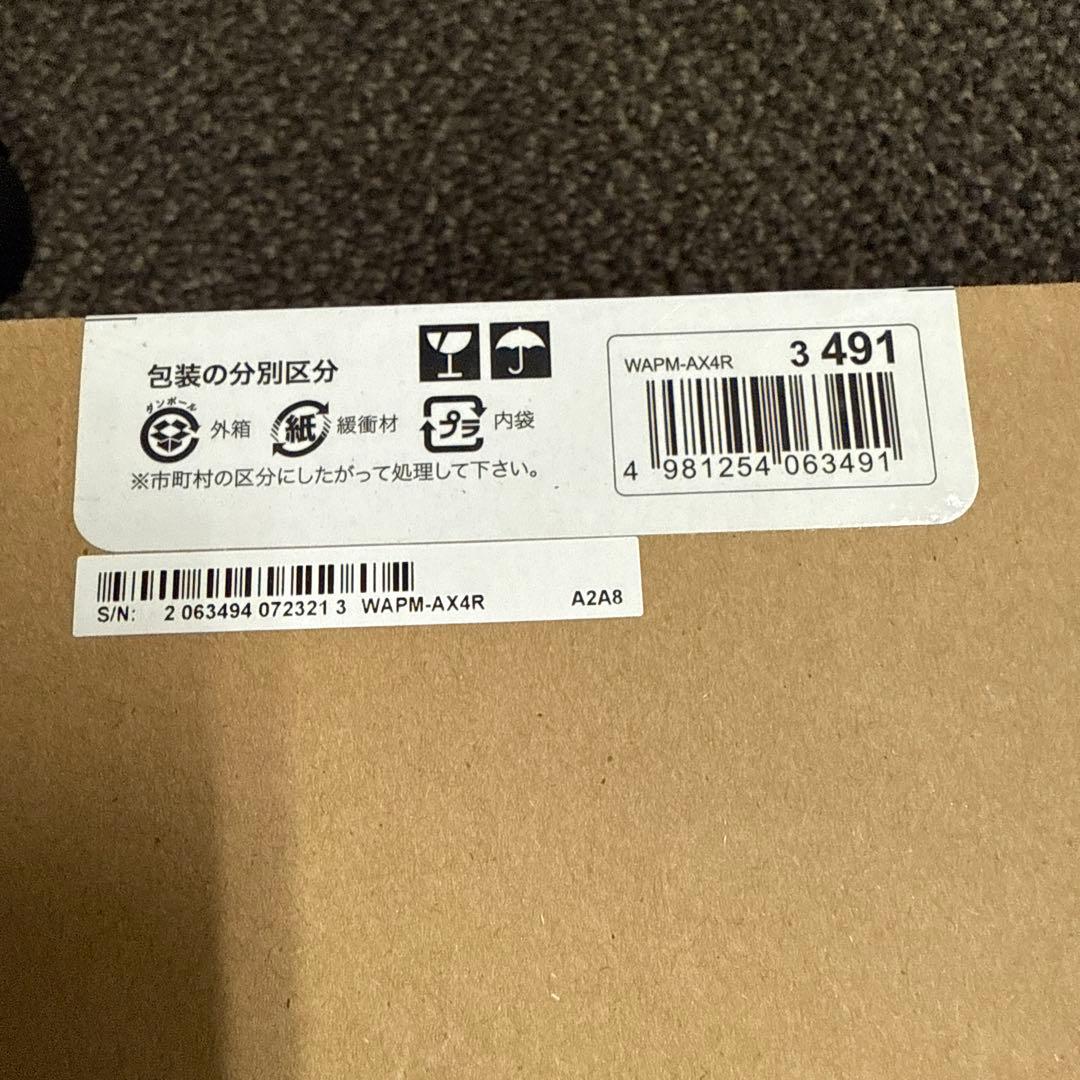 包装の分別区分
ダンボール
外箱
紙
緩衝材
プラ
内袋
※市町村の区分にしたがって処理して下さい。
WAPM-AX4R
3 491
4 981254 063491
S/N: 2 063494 072321 3 WAPM-AX4R A2A8